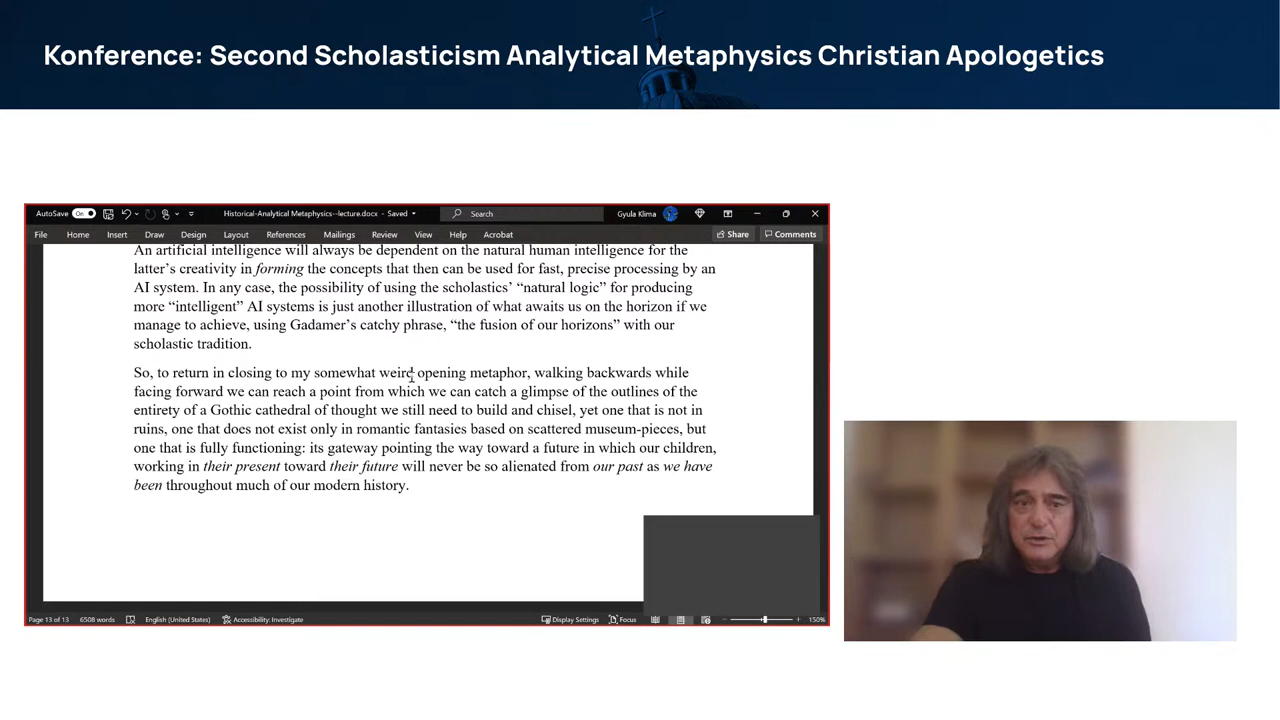 Konference: Second Scholasticism Analytical Metaphysics Christian Apologetics
AutoSave On Historical-Analytical Metaphysics--lecture.docx - Saved Search Gyula Klima
File Home Insert Draw Design Layout References Mailings Review View Help Acrobat Share Comments
An artificial intelligence will always be dependent on the natural human intelligence for the
latter’s creativity in forming the concepts that then can be used for fast, precise processing by an
AI system. In any case, the possibility of using the scholastics’ “natural logic” for producing
more “intelligent” AI systems is just another illustration of what awaits us on the horizon if we
manage to achieve, using Gadamer’s catchy phrase, “the fusion of our horizons” with our
scholastic tradition.
So, to return in closing to my somewhat weird opening metaphor, walking backwards while
facing forward we can reach a point from which we can catch a glimpse of the outlines of the
entirety of a Gothic cathedral of thought we still need to build and chisel, yet one that is not in
ruins, one that does not exist only in romantic fantasies based on scattered museum-pieces, but
one that is fully functioning: its gateway pointing the way toward a future in which our children,
working in their present toward their future will never be so alienated from our past as we have
been throughout much of our modern history.
Page 13 of 13 6508 words English (United States) Accessibility: Investigate Display Settings Focus 150%